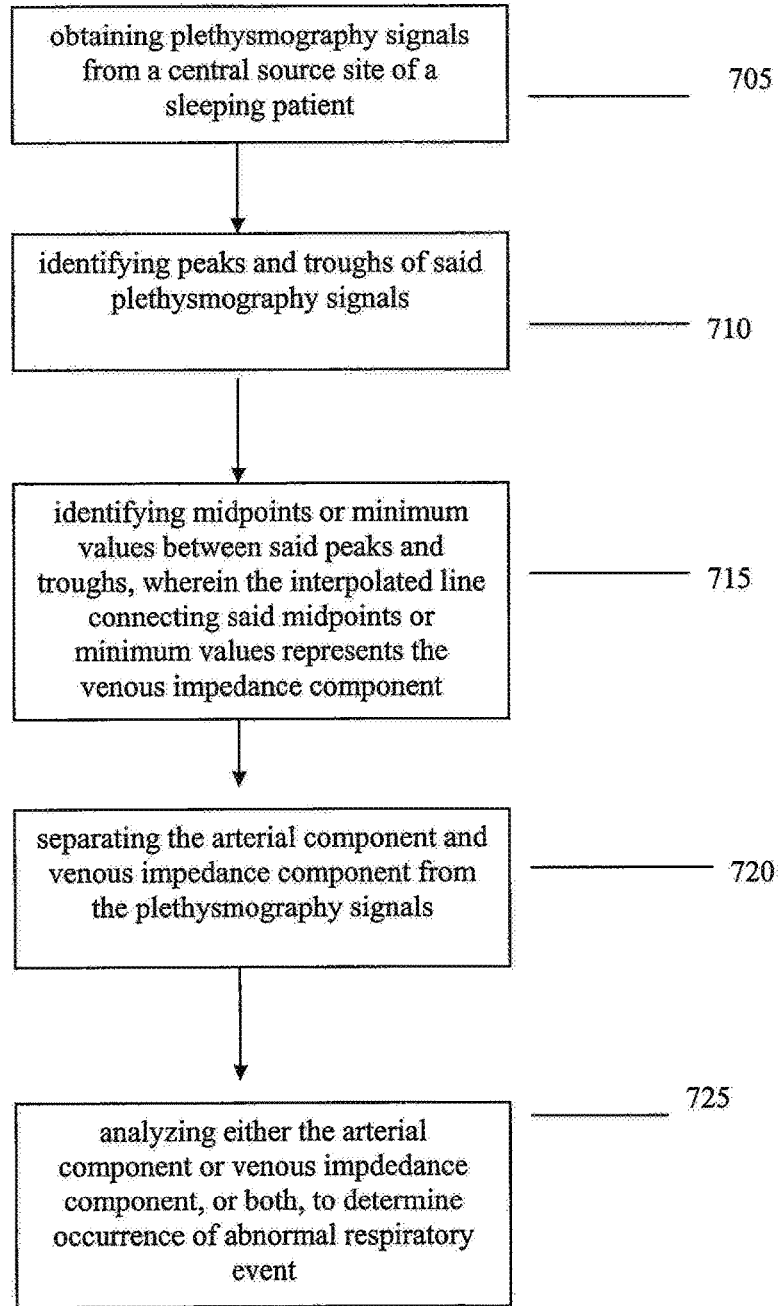 obtaining plethysmography signals
from a central source site of a
sleeping patient
705
identifying peaks and troughs of said
plethysmography signals
710
identifying midpoints or minimum
values between said peaks and
troughs, wherein the interpolated line
connecting said midpoints or
minimum values represents the
venous impedance component
715
separating the arterial component and
venous impedance component from
the plethysmography signals
720
analyzing either the arterial
component or venous impdedance
component, or both, to determine
occurrence of abnormal respiratory
event
725